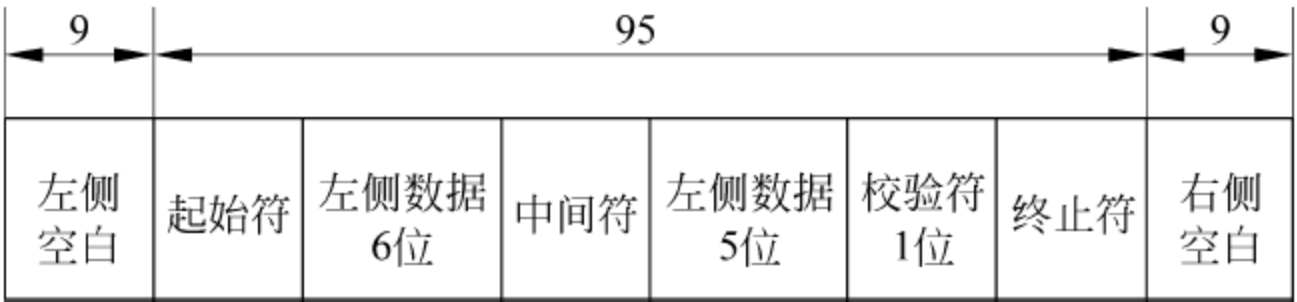 9 95 9
左侧 左侧数据 左侧数据 校验符 右侧
起始符 中间符 终止符
空白 6位 5位 1位 空白